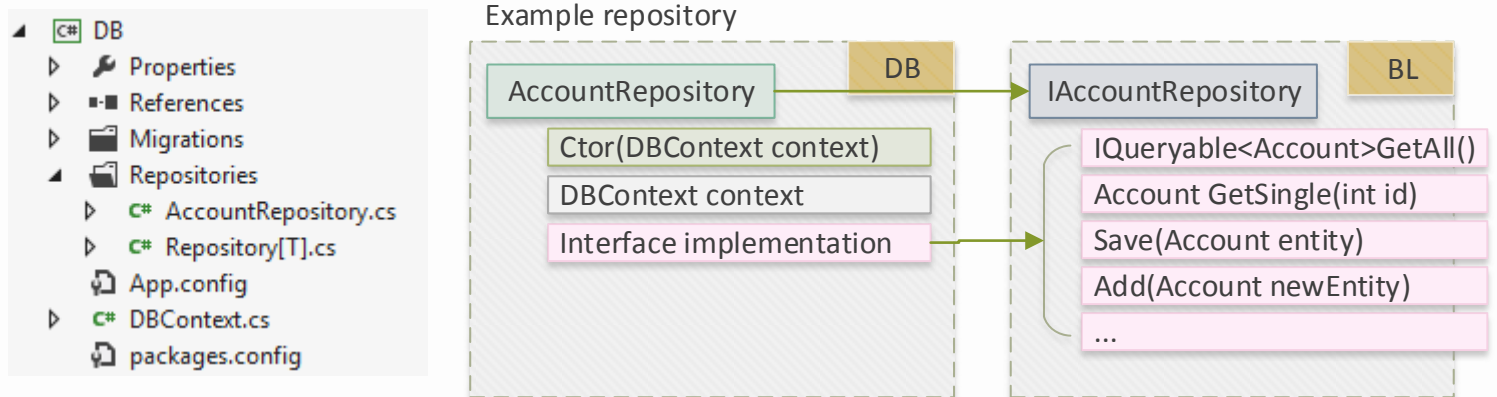 C# DB
Properties
References
Migrations
Repositories
C# AccountRepository.cs
C# Repository[T].cs
App.config
C# DBContext.cs
packages.config
Example repository
DB
AccountRepository
Ctor(DBContext context)
DBContext context
Interface implementation
BL
IAccountRepository
IQueryable<Account>GetAll()
Account GetSingle(int id)
Save(Account entity)
Add(Account newEntity)
...